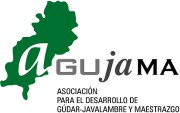 aGUJaMA
ASOCIACIÓN
PARA EL DESARROLLO DE
GÚDAR-JAVALAMBRE Y MAESTRAZGO